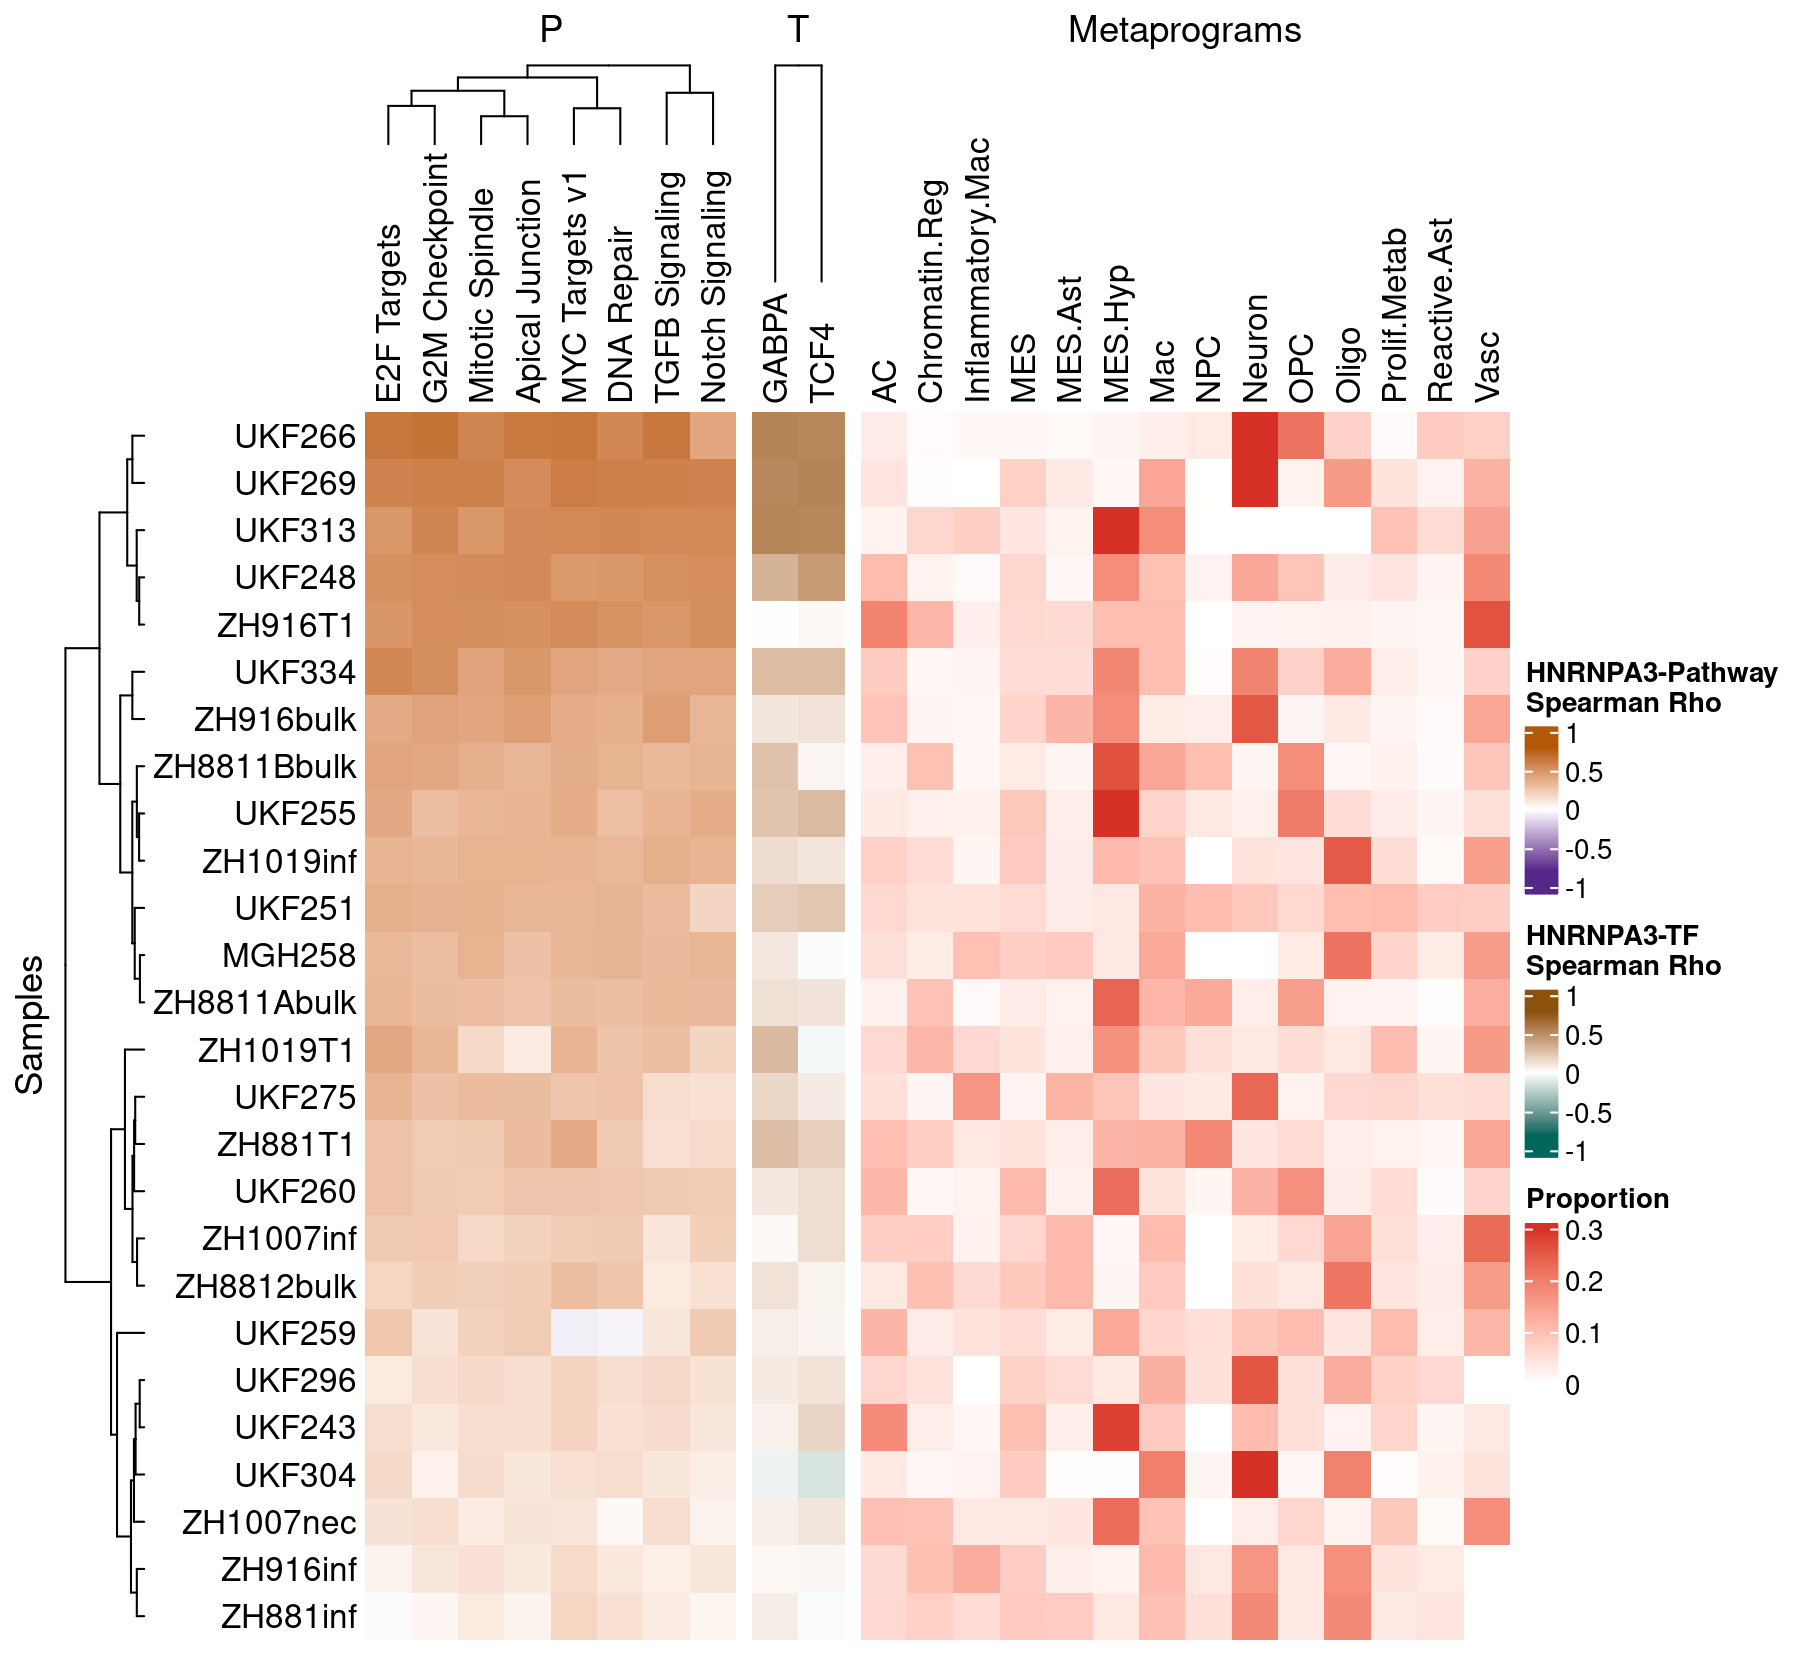 P
T
Metaprograms
E2F Targets
G2M Checkpoint
Mitotic Spindle
Apical Junction
MYC Targets v1
DNA Repair
TGFB Signaling
Notch Signaling
GABPA
TCF4
AC
Chromatin.Reg
Inflammatory.Mac
MES
MES.Ast
MES.Hyp
Mac
NPC
Neuron
OPC
Oligo
Prolif.Metab
Reactive.Ast
Vasc
Samples
UKF266
UKF269
UKF313
UKF248
ZH916T1
UKF334
ZH916bulk
ZH8811Bbulk
UKF255
ZH1019inf
UKF251
MGH258
ZH8811Abulk
ZH1019T1
UKF275
ZH881T1
UKF260
ZH1007inf
ZH8812bulk
UKF259
UKF296
UKF243
UKF304
ZH1007nec
ZH916inf
ZH881inf
HNRNPA3-Pathway
Spearman Rho
1
0.5
0
-0.5
-1
HNRNPA3-TF
Spearman Rho
1
0.5
0
-0.5
-1
Proportion
0.3
0.2
0.1
0